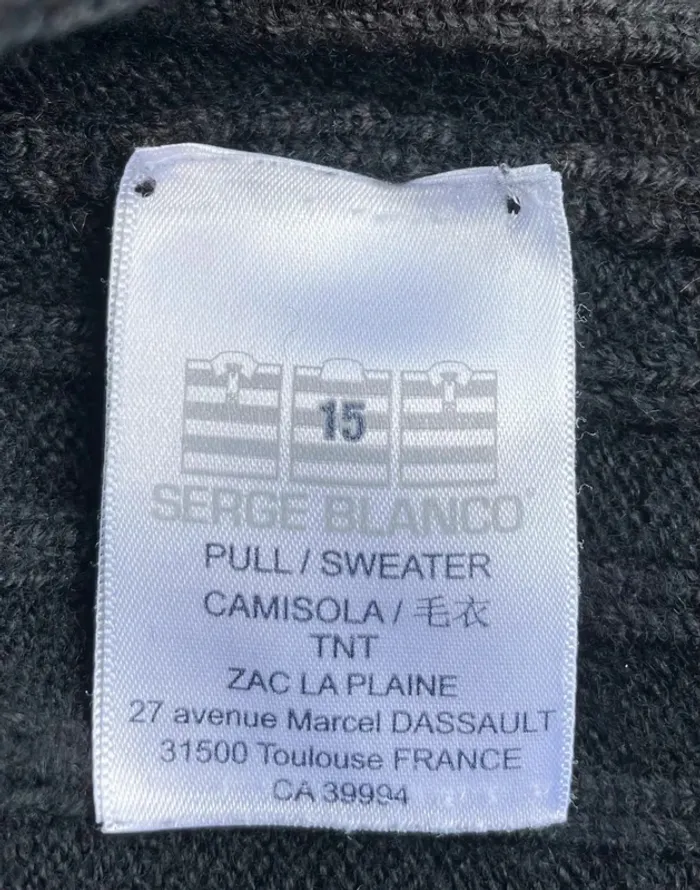 15
SERGE BLANCO
PULL / SWEATER
CAMISOLA / 毛衣
TNT
ZAC LA PLAINE
27 avenue Marcel DASSAULT
31500 Toulouse FRANCE
CA 39994